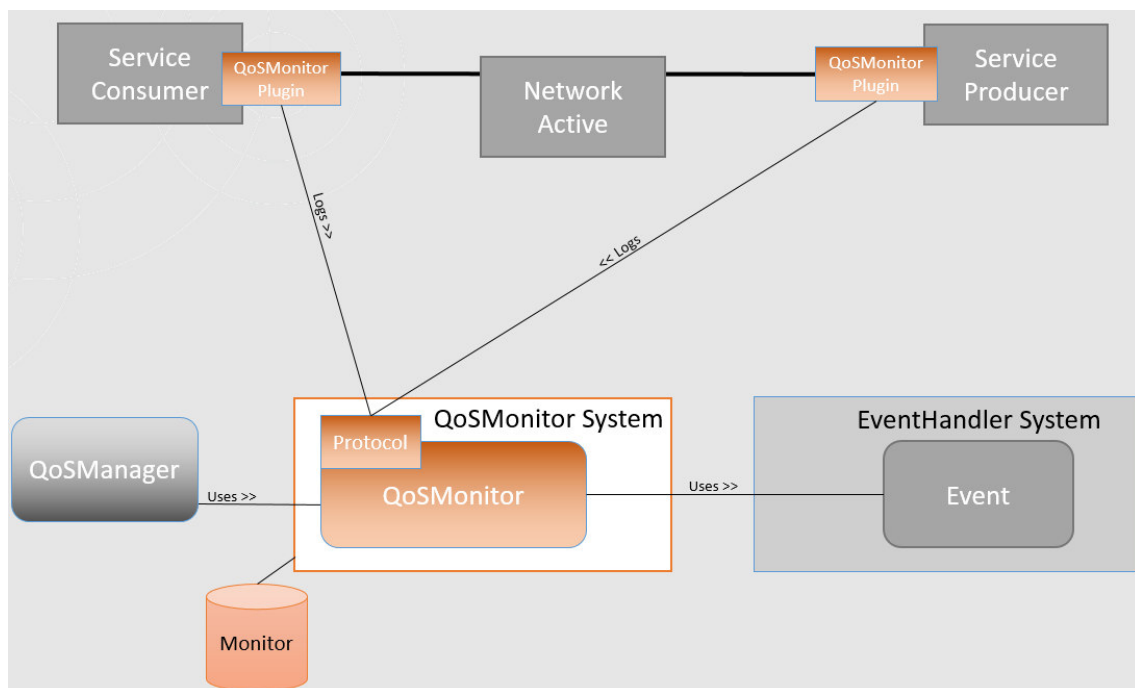 Service
Consumer
QoSMonitor
Plugin
Network
Active
QoSMonitor
Plugin
Service
Producer
Logs >>
<< Logs
QoSManager
Uses >>
QoSMonitor System
Protocol
QoSMonitor
Uses >>
EventHandler System
Event
Monitor